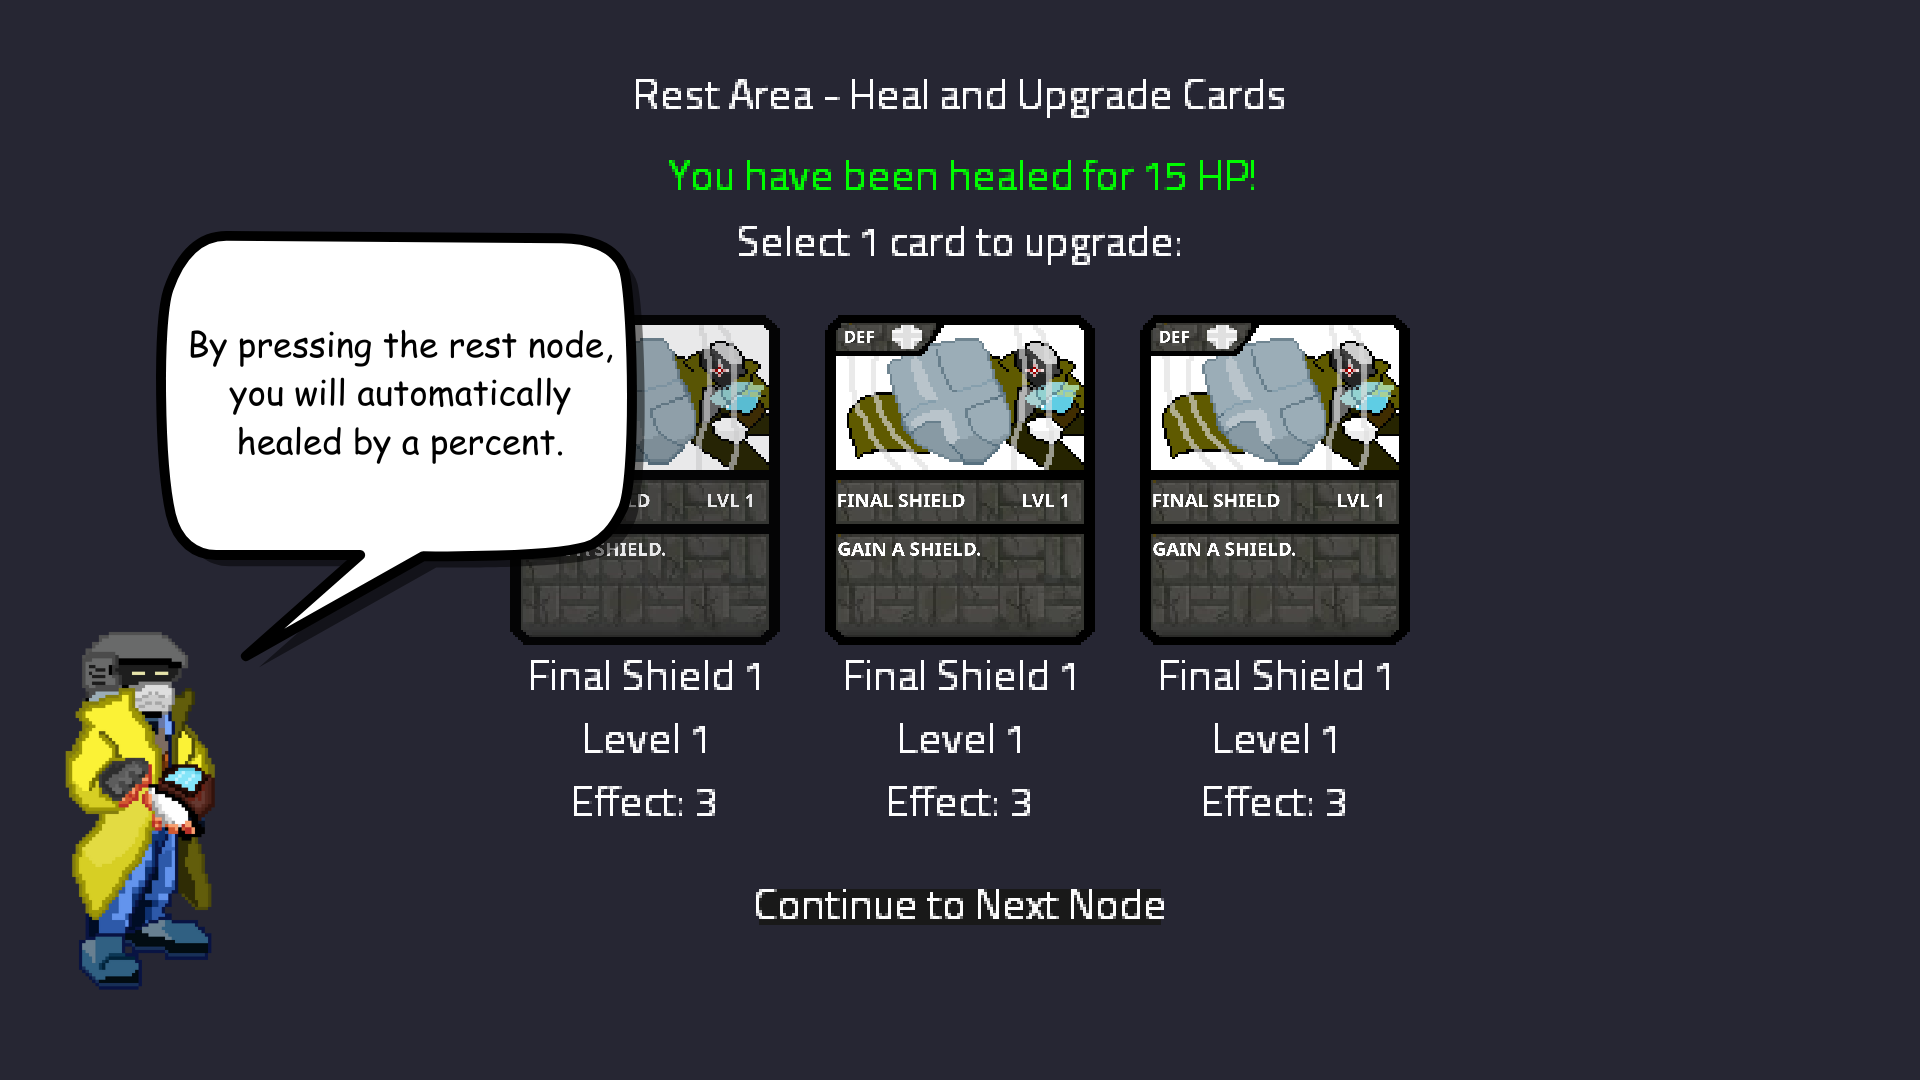 Rest Area - Heal and Upgrade Cards
You have been healed for 15 HP!
Select 1 card to upgrade:
By pressing the rest node,
you will automatically
healed by a percent.
LVL 1
SHIELD.
Final Shield 1
Level 1
Effect: 3
DEF
FINAL SHIELD LVL 1
GAIN A SHIELD.
Final Shield 1
Level 1
Effect: 3
DEF
FINAL SHIELD LVL 1
GAIN A SHIELD.
Final Shield 1
Level 1
Effect: 3
Continue to Next Node